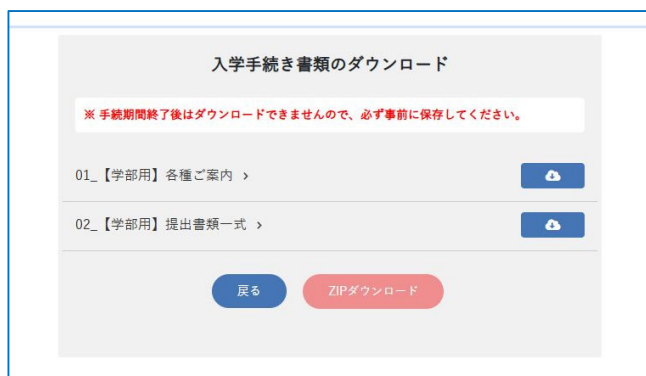 入学手続き書類のダウンロード
※ 手続期間終了後はダウンロードできませんので、必ず事前に保存してください。
01_【学部用】各種ご案内 ›
02_【学部用】提出書類一式 ›
戻る
ZIPダウンロード